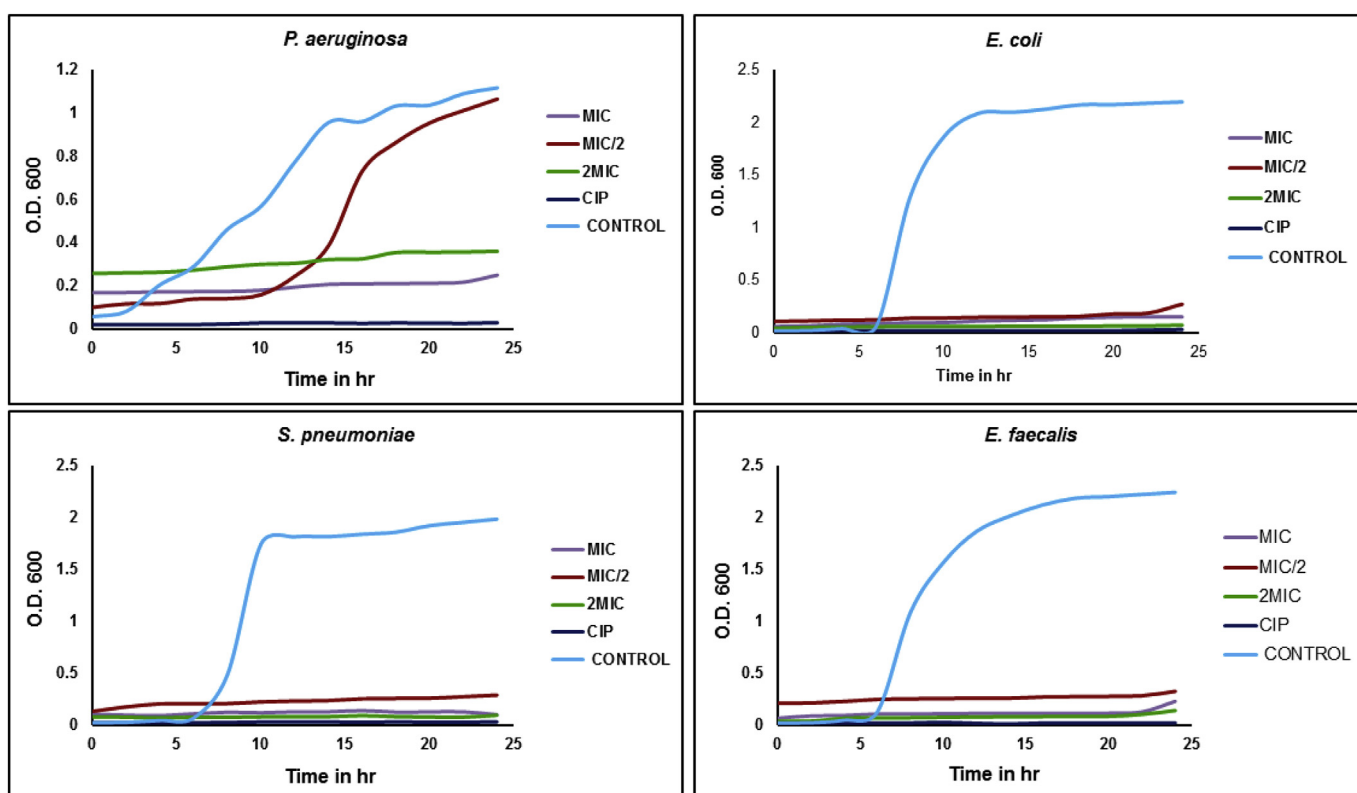 P. aeruginosa
1.2
1
0.8
0.6
0.4
0.2
0
O.D. 600
0 5 10 15 20 25
Time in hr
MIC
MIC/2
2MIC
CIP
CONTROL
E. coli
2.5
2
1.5
1
0.5
0
O.D. 600
0 5 10 15 20 25
Time in hr
MIC
MIC/2
2MIC
CIP
CONTROL
S. pneumoniae
2.5
2
1.5
1
0.5
0
O.D. 600
0 5 10 15 20 25
Time in hr
MIC
MIC/2
2MIC
CIP
CONTROL
E. faecalis
2.5
2
1.5
1
0.5
0
O.D. 600
0 5 10 15 20 25
Time in hr
MIC
MIC/2
2MIC
CIP
CONTROL